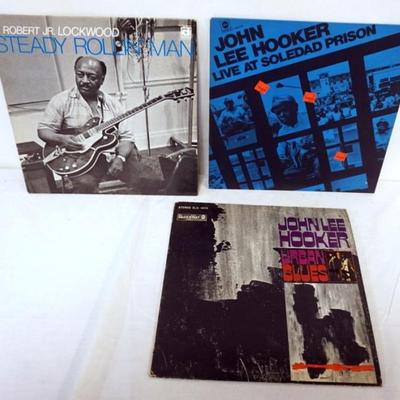 ROBERT JR. LOCKWOOD
STEADY ROLLIN' MAN
JOHN
LEE HOOKER
LIVE AT SOLEDAD PRISON
JOHN LEE
HOOKER
URBAN
BLUES